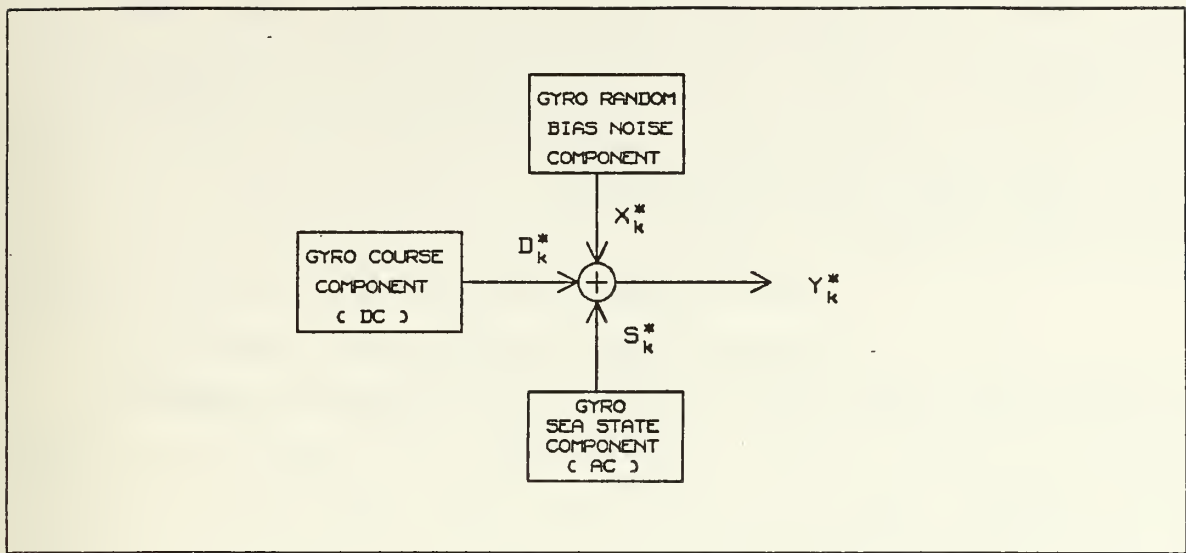 GYRO RANDOM
BIAS NOISE
COMPONENT
X*k
D*k
GYRO COURSE
COMPONENT
( DC )
+
Y*k
S*k
GYRO
SEA STATE
COMPONENT
( AC )